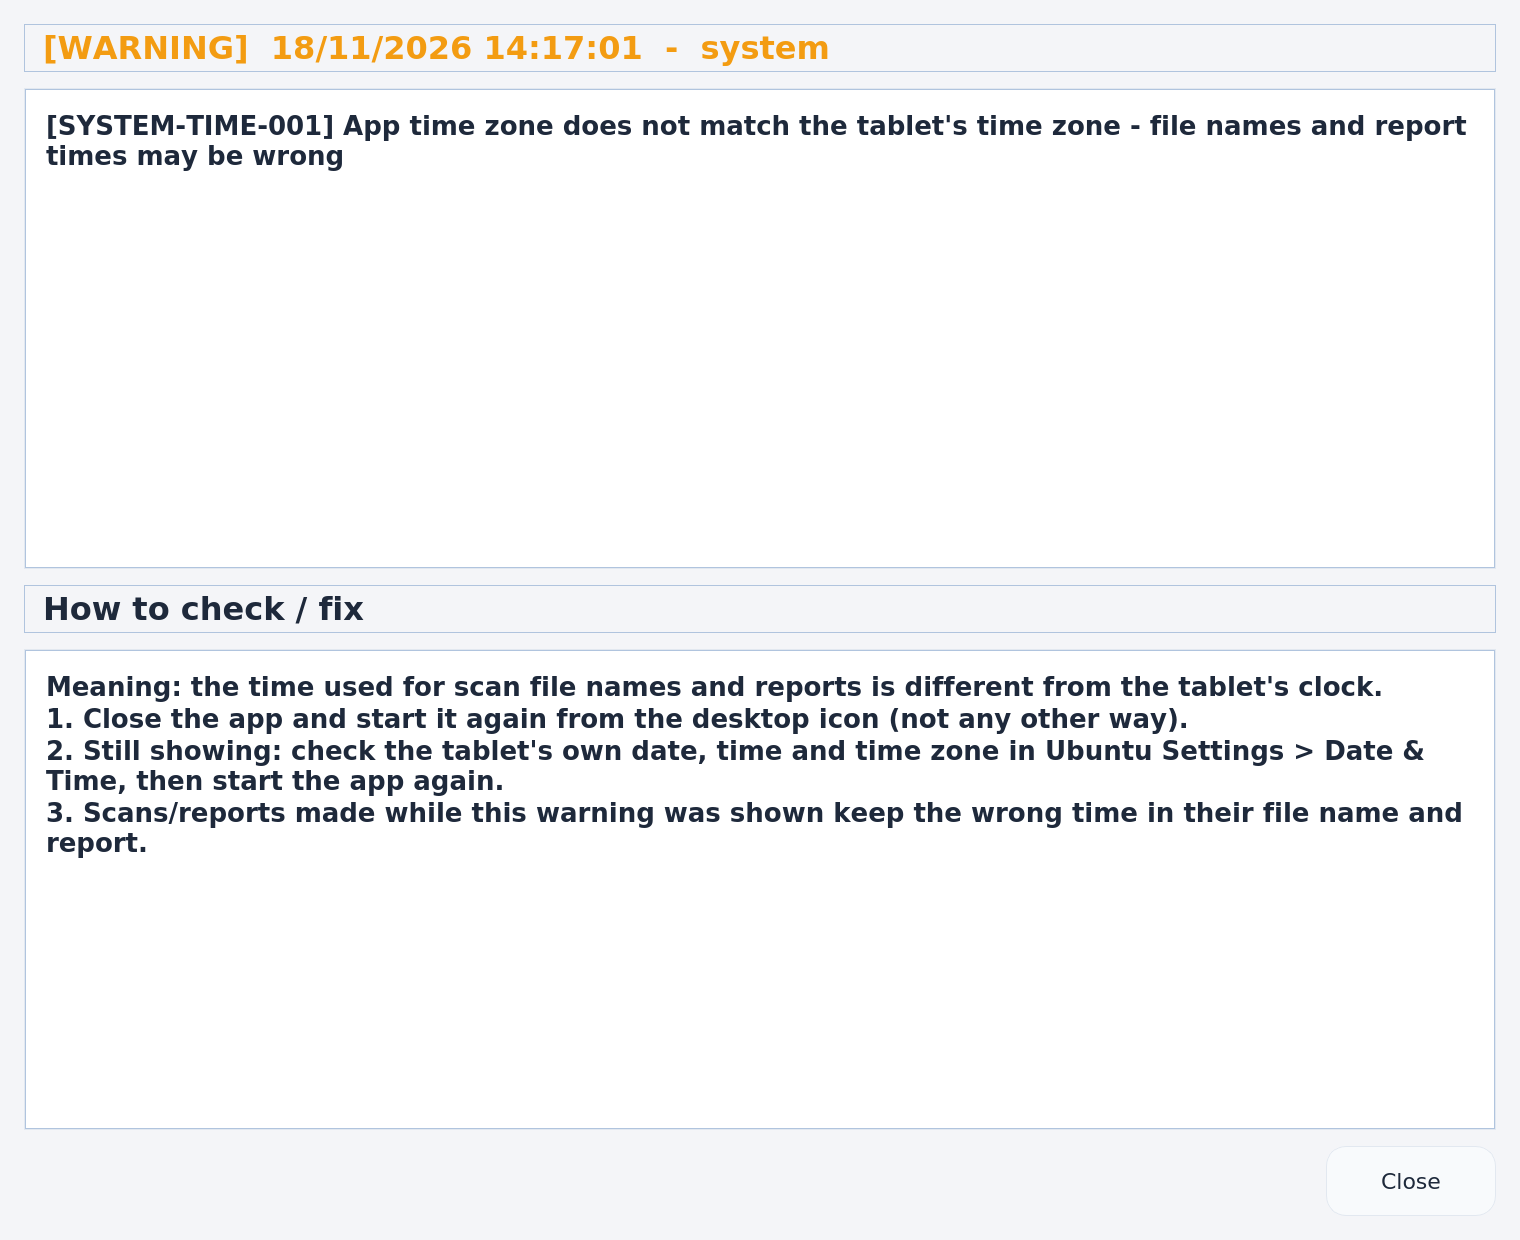 [WARNING]  18/11/2026 14:17:01  -  system
[SYSTEM-TIME-001] App time zone does not match the tablet's time zone - file names and report
times may be wrong
How to check / fix
Meaning: the time used for scan file names and reports is different from the tablet's clock.
1. Close the app and start it again from the desktop icon (not any other way).
2. Still showing: check the tablet's own date, time and time zone in Ubuntu Settings > Date &
Time, then start the app again.
3. Scans/reports made while this warning was shown keep the wrong time in their file name and
report.
Close